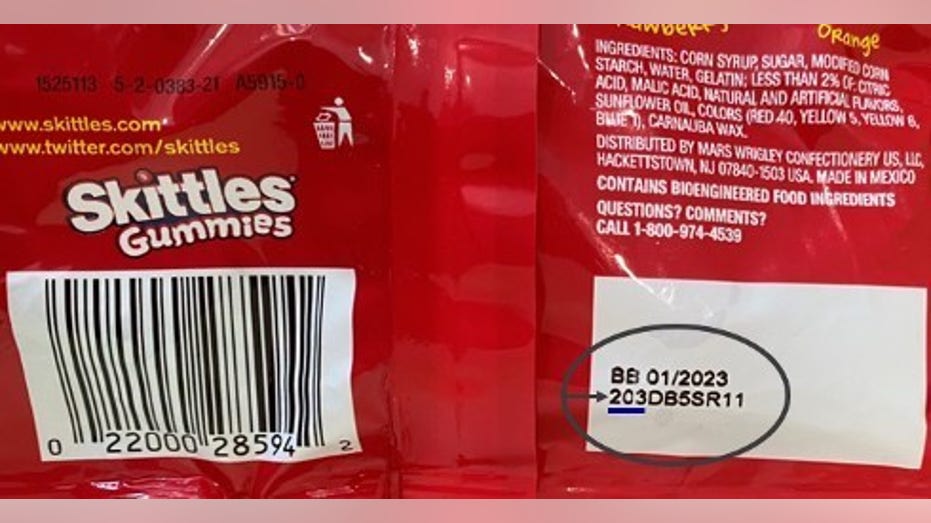 1525113 5-2-0383-21 A5915-0
www.skittles.com
www.twitter.com/skittles
Skittles
Gummies
0 22000 28594 2
Orange
INGREDIENTS: CORN SYRUP, SUGAR, MODIFIED CORN
STARCH, WATER, GELATIN; LESS THAN 2% OF: CITRIC
ACID, MALIC ACID, NATURAL AND ARTIFICIAL FLAVORS,
SUNFLOWER OIL, COLORS (RED 40, YELLOW 5, YELLOW 6,
BLUE 1), CARNAUBA WAX.
DISTRIBUTED BY MARS WRIGLEY CONFECTIONERY US, LLC,
HACKETTSTOWN, NJ 07840-1503 USA. MADE IN MEXICO
CONTAINS BIOENGINEERED FOOD INGREDIENTS
QUESTIONS? COMMENTS?
CALL 1-800-974-4539
BB 01/2023
203DB5SR11